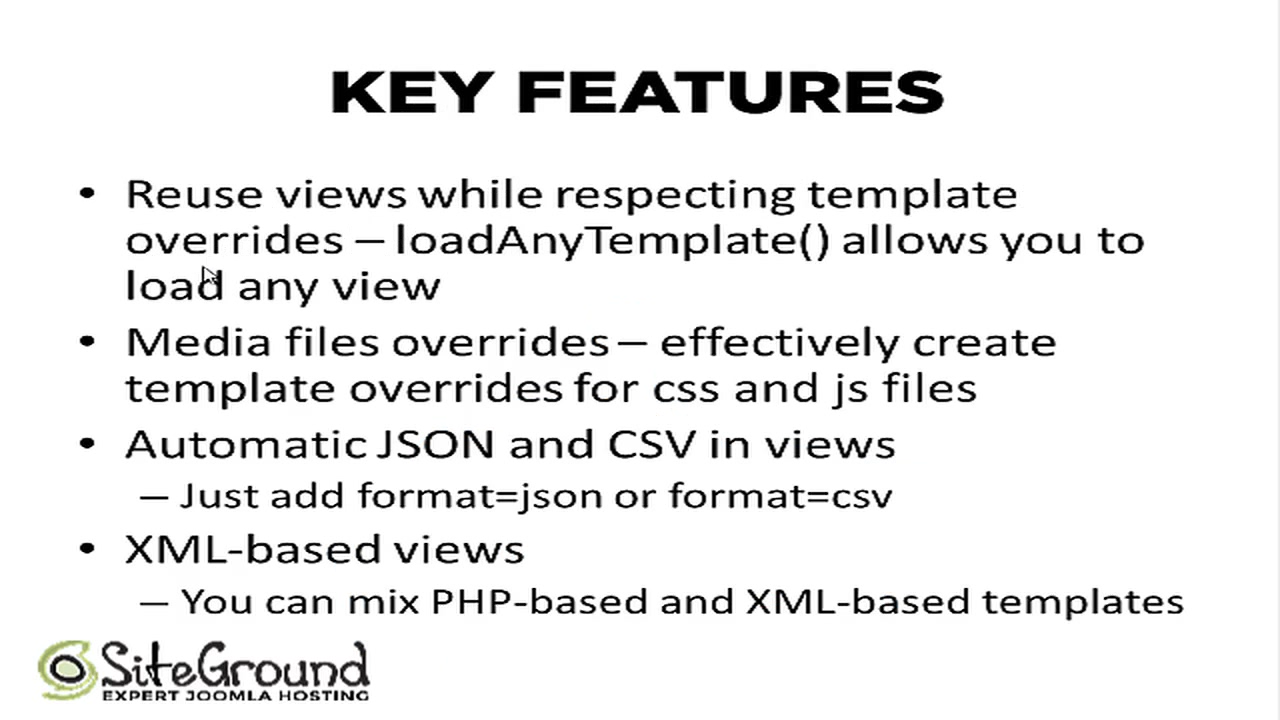 KEY FEATURES
• Reuse views while respecting template
overrides – loadAnyTemplate() allows you to
load any view
• Media files overrides – effectively create
template overrides for css and js files
• Automatic JSON and CSV in views
– Just add format=json or format=csv
• XML-based views
– You can mix PHP-based and XML-based templates
SiteGround
EXPERT JOOMLA HOSTING